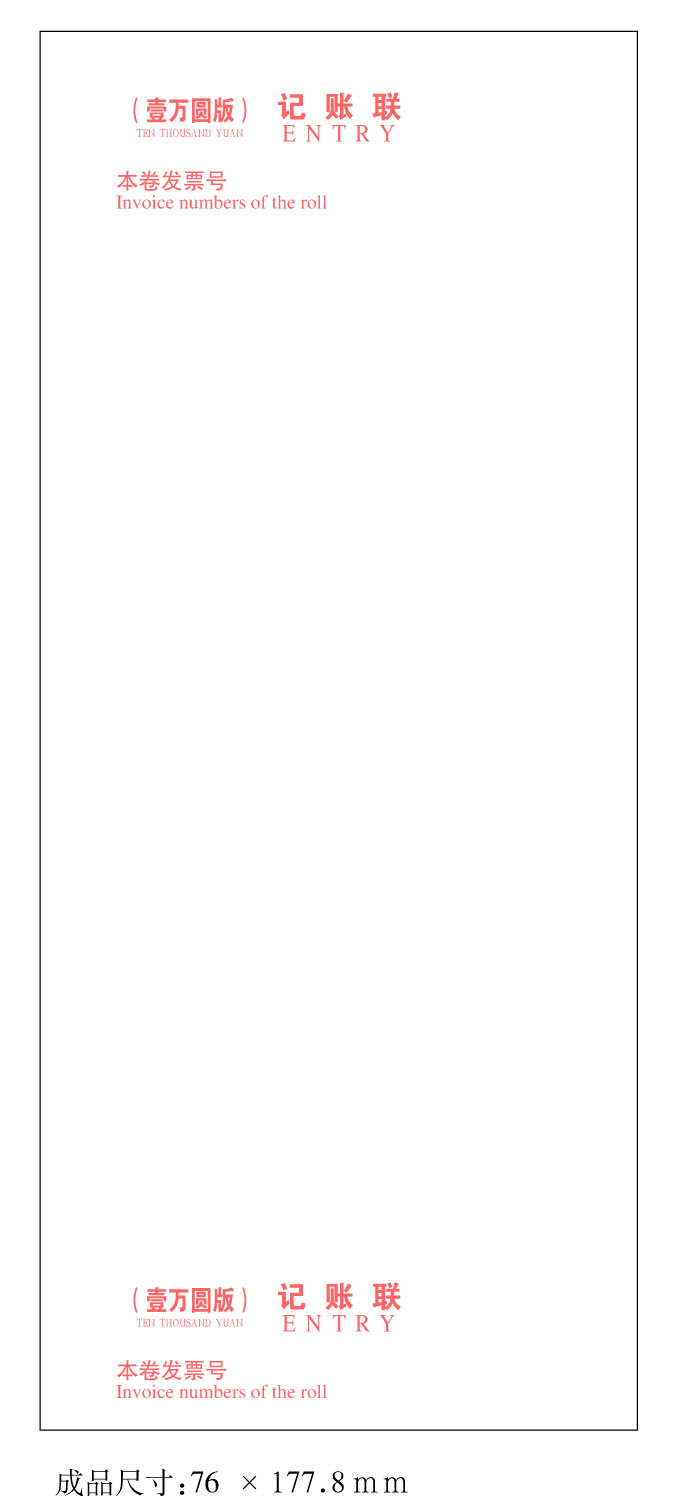 （壹万圆版） 记 账 联
TEN THOUSAND YUAN ENTRY
本卷发票号
Invoice numbers of the roll
（壹万圆版） 记 账 联
TEN THOUSAND YUAN ENTRY
本卷发票号
Invoice numbers of the roll
成品尺寸:76 × 177.8mm